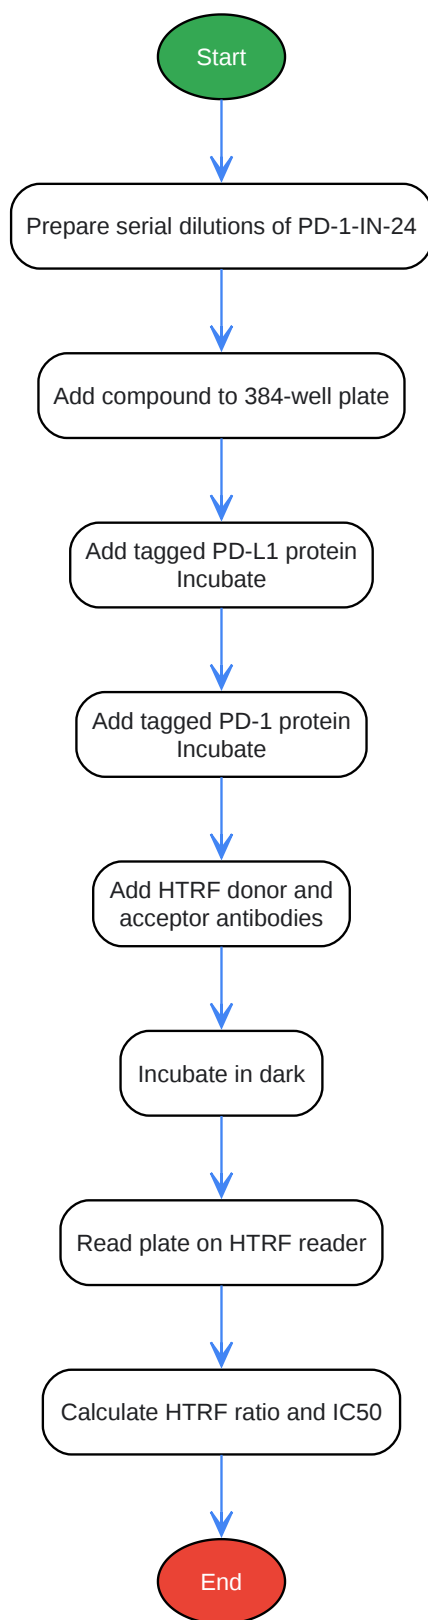 Start
Prepare serial dilutions of PD-1-IN-24
Add compound to 384-well plate
Add tagged PD-L1 protein
Incubate
Add tagged PD-1 protein
Incubate
Add HTRF donor and
acceptor antibodies
Incubate in dark
Read plate on HTRF reader
Calculate HTRF ratio and IC50
End